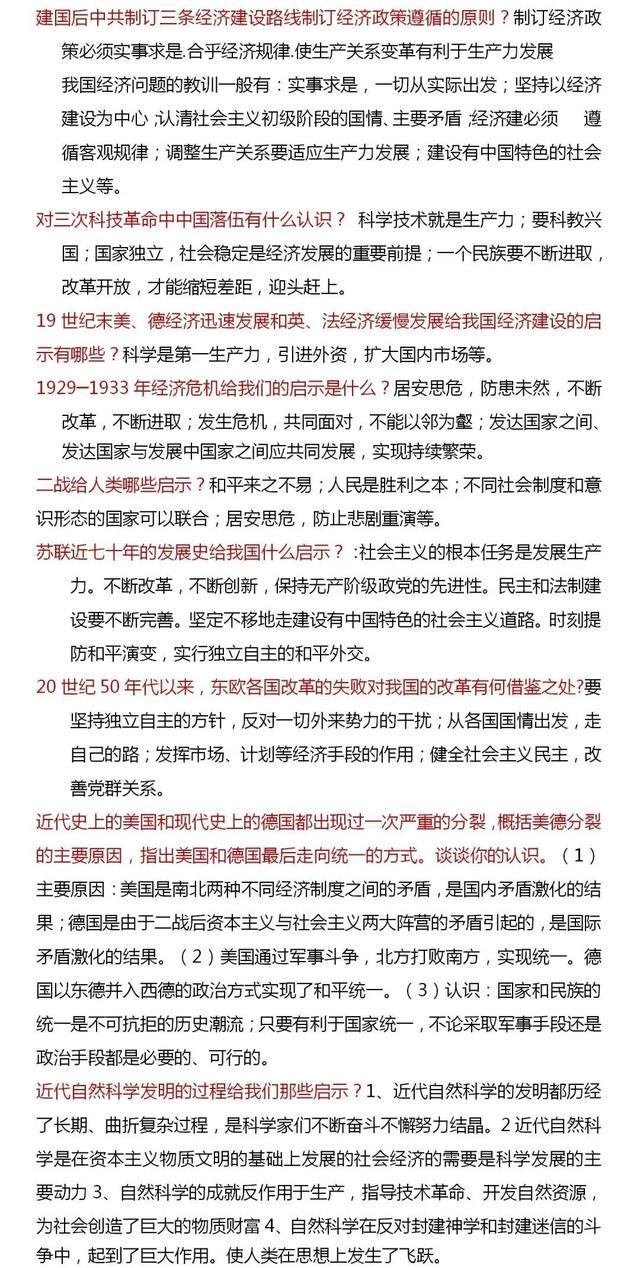 建国后中共制订三条经济建设路线制订经济政策遵循的原则？制订经济政
策必须实事求是.合乎经济规律.使生产关系变革有利于生产力发展
我国经济问题的教训一般有：实事求是，一切从实际出发；坚持以经济
建设为中心；认清社会主义初级阶段的国情、主要矛盾；经济建必须 遵
循客观规律；调整生产关系要适应生产力发展；建设有中国特色的社会
主义等。
对三次科技革命中中国落伍有什么认识？ 科学技术就是生产力；要科教兴
国；国家独立，社会稳定是经济发展的重要前提；一个民族要不断进取，
改革开放，才能缩短差距，迎头赶上。
19世纪末美、德经济迅速发展和英、法经济缓慢发展给我国经济建设的启
示有哪些？科学是第一生产力，引进外资，扩大国内市场等。
1929─1933年经济危机给我们的启示是什么？居安思危，防患未然，不断
改革，不断进取；发生危机，共同面对，不能以邻为壑；发达国家之间、
发达国家与发展中国家之间应共同发展，实现持续繁荣。
二战给人类哪些启示？和平来之不易；人民是胜利之本；不同社会制度和意
识形态的国家可以联合；居安思危，防止悲剧重演等。
苏联近七十年的发展史给我国什么启示？ :社会主义的根本任务是发展生产
力。不断改革，不断创新，保持无产阶级政党的先进性。民主和法制建
设要不断完善。坚定不移地走建设有中国特色的社会主义道路。时刻提
防和平演变，实行独立自主的和平外交。
20世纪50年代以来，东欧各国改革的失败对我国的改革有何借鉴之处?要
坚持独立自主的方针，反对一切外来势力的干扰；从各国国情出发，走
自己的路；发挥市场、计划等经济手段的作用；健全社会主义民主，改
善党群关系。
近代史上的美国和现代史上的德国都出现过一次严重的分裂，概括美德分裂
的主要原因，指出美国和德国最后走向统一的方式。谈谈你的认识。（1）
主要原因：美国是南北两种不同经济制度之间的矛盾，是国内矛盾激化的结
果；德国是由于二战后资本主义与社会主义两大阵营的矛盾引起的，是国际
矛盾激化的结果。（2）美国通过军事斗争，北方打败南方，实现统一。德
国以东德并入西德的政治方式实现了和平统一。（3）认识：国家和民族的
统一是不可抗拒的历史潮流；只要有利于国家统一，不论采取军事手段还是
政治手段都是必要的、可行的。
近代自然科学发明的过程给我们那些启示？1、近代自然科学的发明都历经
了长期、曲折复杂过程，是科学家们不断奋斗不懈努力结晶。2近代自然科
学是在资本主义物质文明的基础上发展的社会经济的需要是科学发展的主
要动力3、自然科学的成就反作用于生产，指导技术革命、开发自然资源，
为社会创造了巨大的物质财富4、自然科学在反对封建神学和封建迷信的斗
争中，起到了巨大作用。使人类在思想上发生了飞跃。